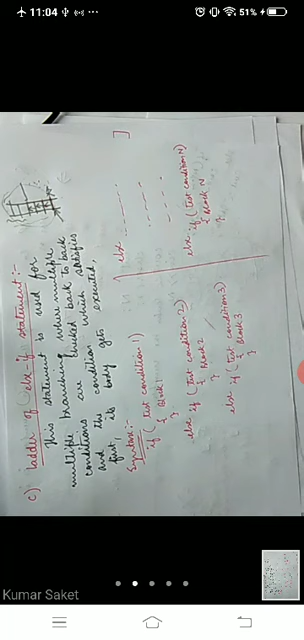 11:04
51%
c) Ladder of else-if statement:-
This statement is used for
multiple branching where multiple
conditions are tested back to back
and the condition which satisfies
first, its body gets executed,
Syntax:-
if (test condition 1)
{ Block 1
}
else if (test condition 2)
{ Block 2
}
else if (test condition 3)
{ Block 3
}
else
else if (test condition N)
{ Block N
}
]
Kumar Saket